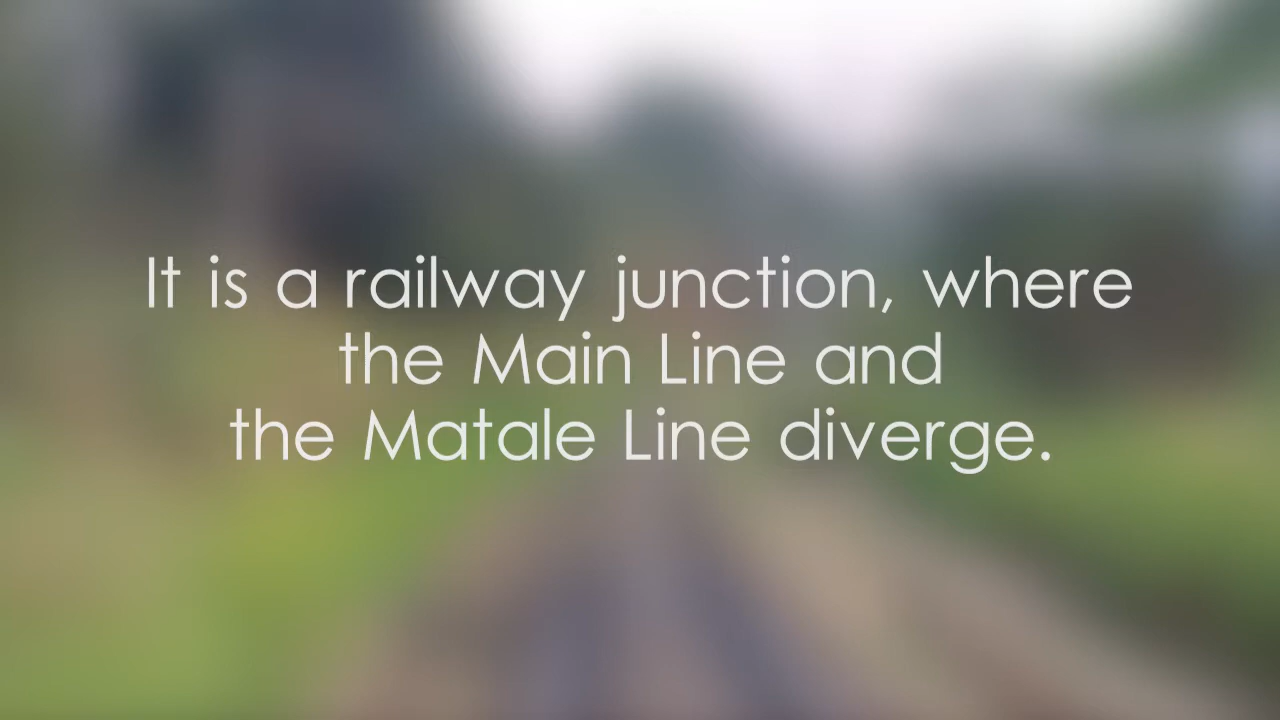 It is a railway junction, where
the Main Line and
the Matale Line diverge.